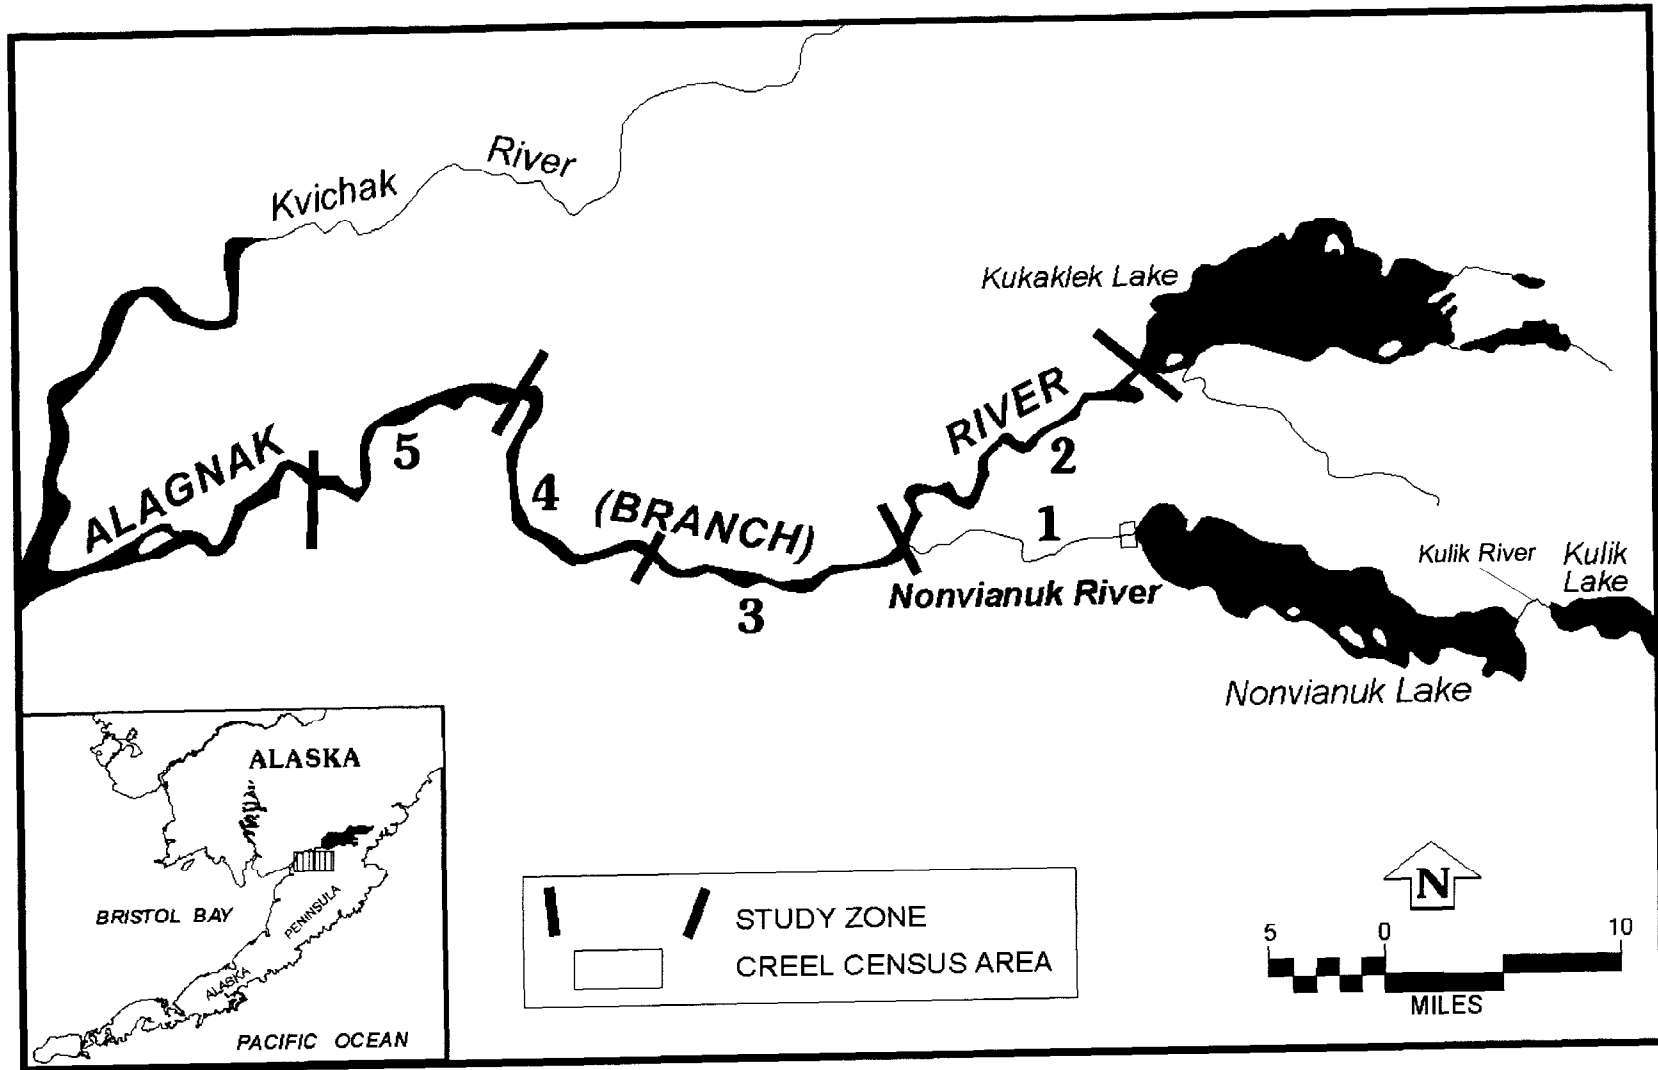 Kvichak River
Kukaklek Lake
ALAGNAK (BRANCH) RIVER
5
4
3
2
1
Nonvianuk River
Kulik River
Kulik
Lake
Nonvianuk Lake
ALASKA
BRISTOL BAY
ALASKA PENINSULA
PACIFIC OCEAN
STUDY ZONE
CREEL CENSUS AREA
N
5 0 10
MILES